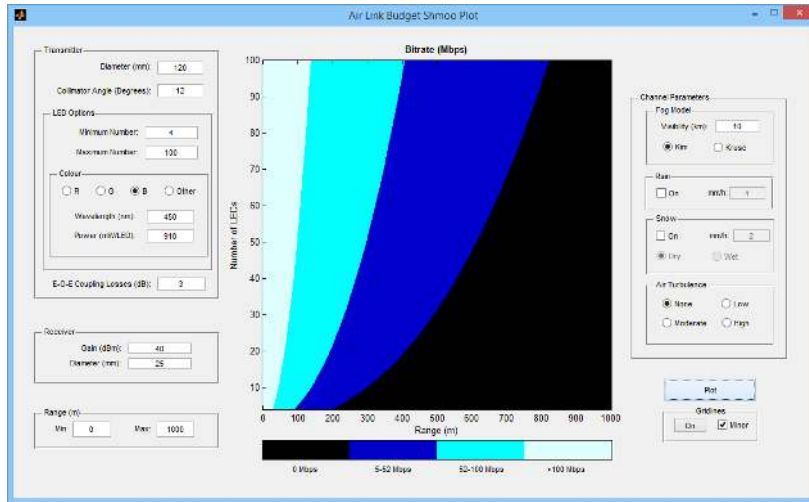 Air Link Budget Shmoo Plot
Transmitter
Diameter (mm): 120
Collimator Angle (Degrees): 12
LED Options
Minimum Number: 4
Maximum Number: 100
Colour
R G B Other
Wavelength (nm): 450
Power (mW/LED): 910
E-O-E Coupling Losses (dB): 3
Receiver
Gain (dBm): 40
Diameter (mm): 25
Range (m)
Min: 0 Max: 1000
Bitrate (Mbps)
Number of LEDs
100
90
80
70
60
50
40
30
20
10
0 100 200 300 400 500 600 700 800 900 1000
Range (m)
0 Mbps 5-52 Mbps 52-100 Mbps >100 Mbps
Channel Parameters
Fog Model
Visibility (km): 10
Kim Kruse
Rain
On mm/h: 1
Snow
On mm/h: 2
Dry Wet
Air Turbulence
None Low
Moderate High
Plot
Gridlines
On Minor